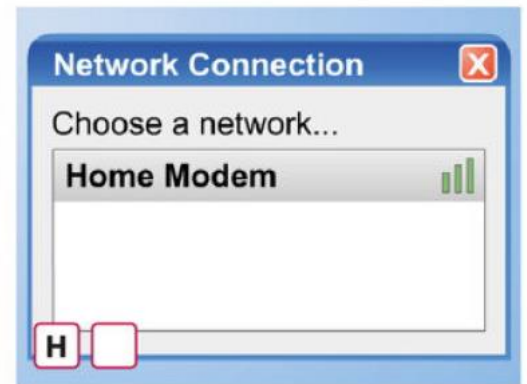 Network Connection
X
Choose a network...
Home Modem
H